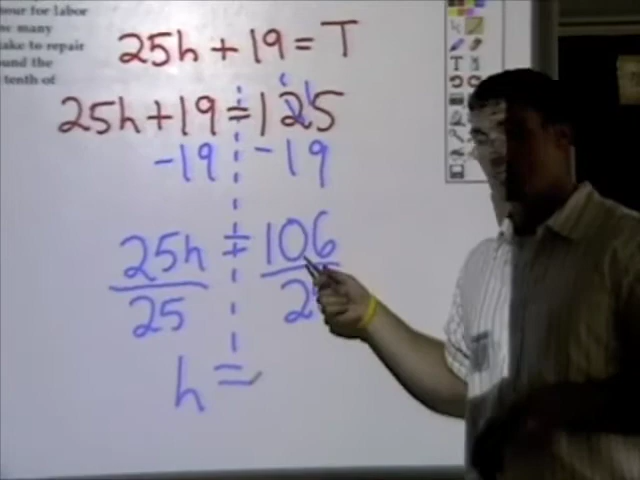 our for labor
many
ake to repair
und the
tenth of
25h + 19 = T
25h + 19 = 125
-19 -19
25h = 106
25 2
h =
T